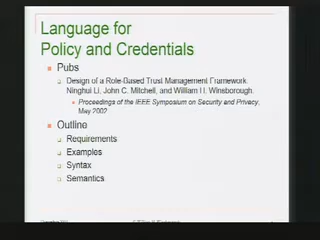 Language for
Policy and Credentials
Pubs
Design of a Role-Based Trust Management Framework
Ninghui Li, John C. Mitchell, and William H. Winsborough.
Proceedings of the IEEE Symposium on Security and Privacy,
May 2002
Outline
Requirements
Examples
Syntax
Semantics